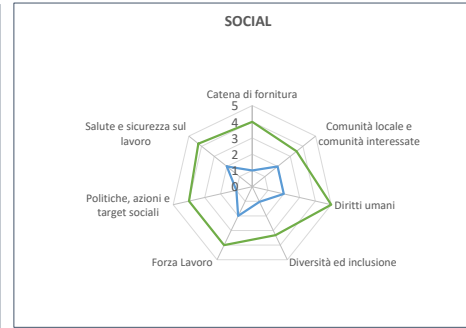 SOCIAL
Catena di fornitura
5
4
3
2
1
0
Comunità locale e
comunità interessate
Salute e sicurezza sul
lavoro
Politiche, azioni e
target sociali
Diritti umani
Forza Lavoro
Diversità ed inclusione